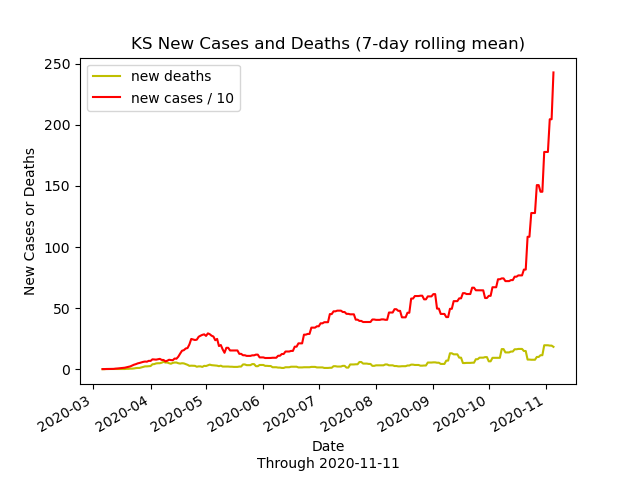 KS New Cases and Deaths (7-day rolling mean)
new deaths
new cases / 10
250
200
150
100
50
0
New Cases or Deaths
2020-03
2020-04
2020-05
2020-06
2020-07
2020-08
2020-09
2020-10
2020-11
Date
Through 2020-11-11